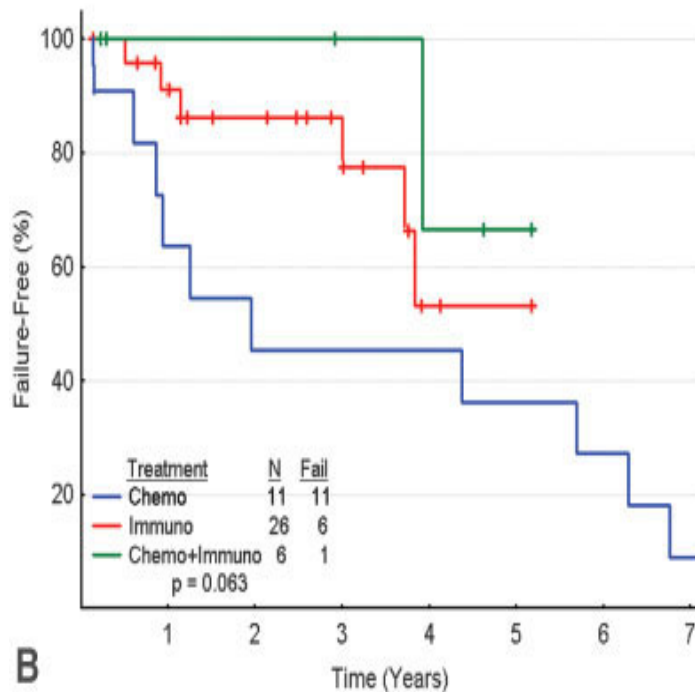 100
80
60
40
20
Failure-Free (%)
Treatment N Fail
Chemo 11 11
Immuno 26 6
Chemo+Immuno 6 1
p = 0.063
1 2 3 4 5 6 7
Time (Years)
B